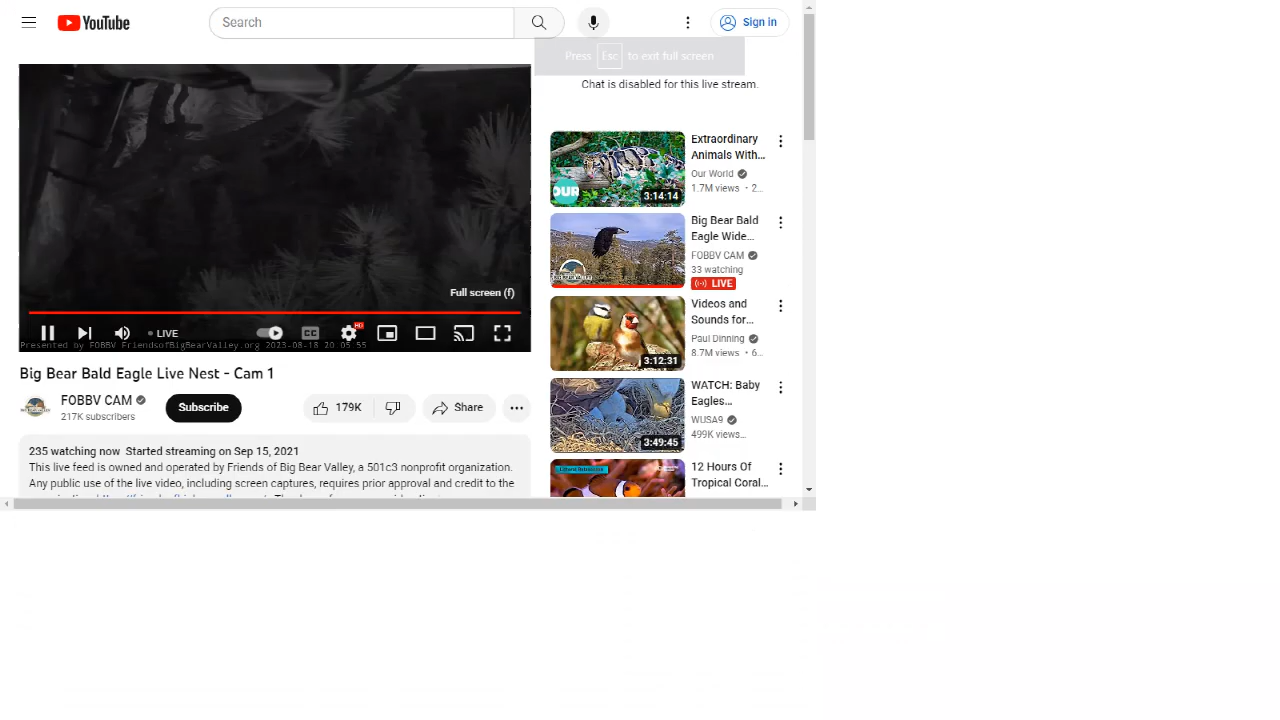 YouTube
Search
Sign in
Press Esc to exit full screen
Chat is disabled for this live stream.
Full screen (f)
LIVE
CC
HD
Presented by FOBBV FriendsofBigBearValley.org 2023-08-18 20:05:55
Big Bear Bald Eagle Live Nest - Cam 1
FOBBV CAM
217K subscribers
Subscribe
179K
Share
235 watching now Started streaming on Sep 15, 2021
This live feed is owned and operated by Friends of Big Bear Valley, a 501c3 nonprofit organization.
Any public use of the live video, including screen captures, requires prior approval and credit to the
Extraordinary
Animals With...
Our World
1.7M views • 2...
OUR
3:14:14
Big Bear Bald
Eagle Wide...
FOBBV CAM
33 watching
LIVE
Videos and
Sounds for...
Paul Dinning
8.7M views • 6...
3:12:31
WATCH: Baby
Eagles...
WUSA9
499K views...
3:49:45
12 Hours Of
Tropical Coral...